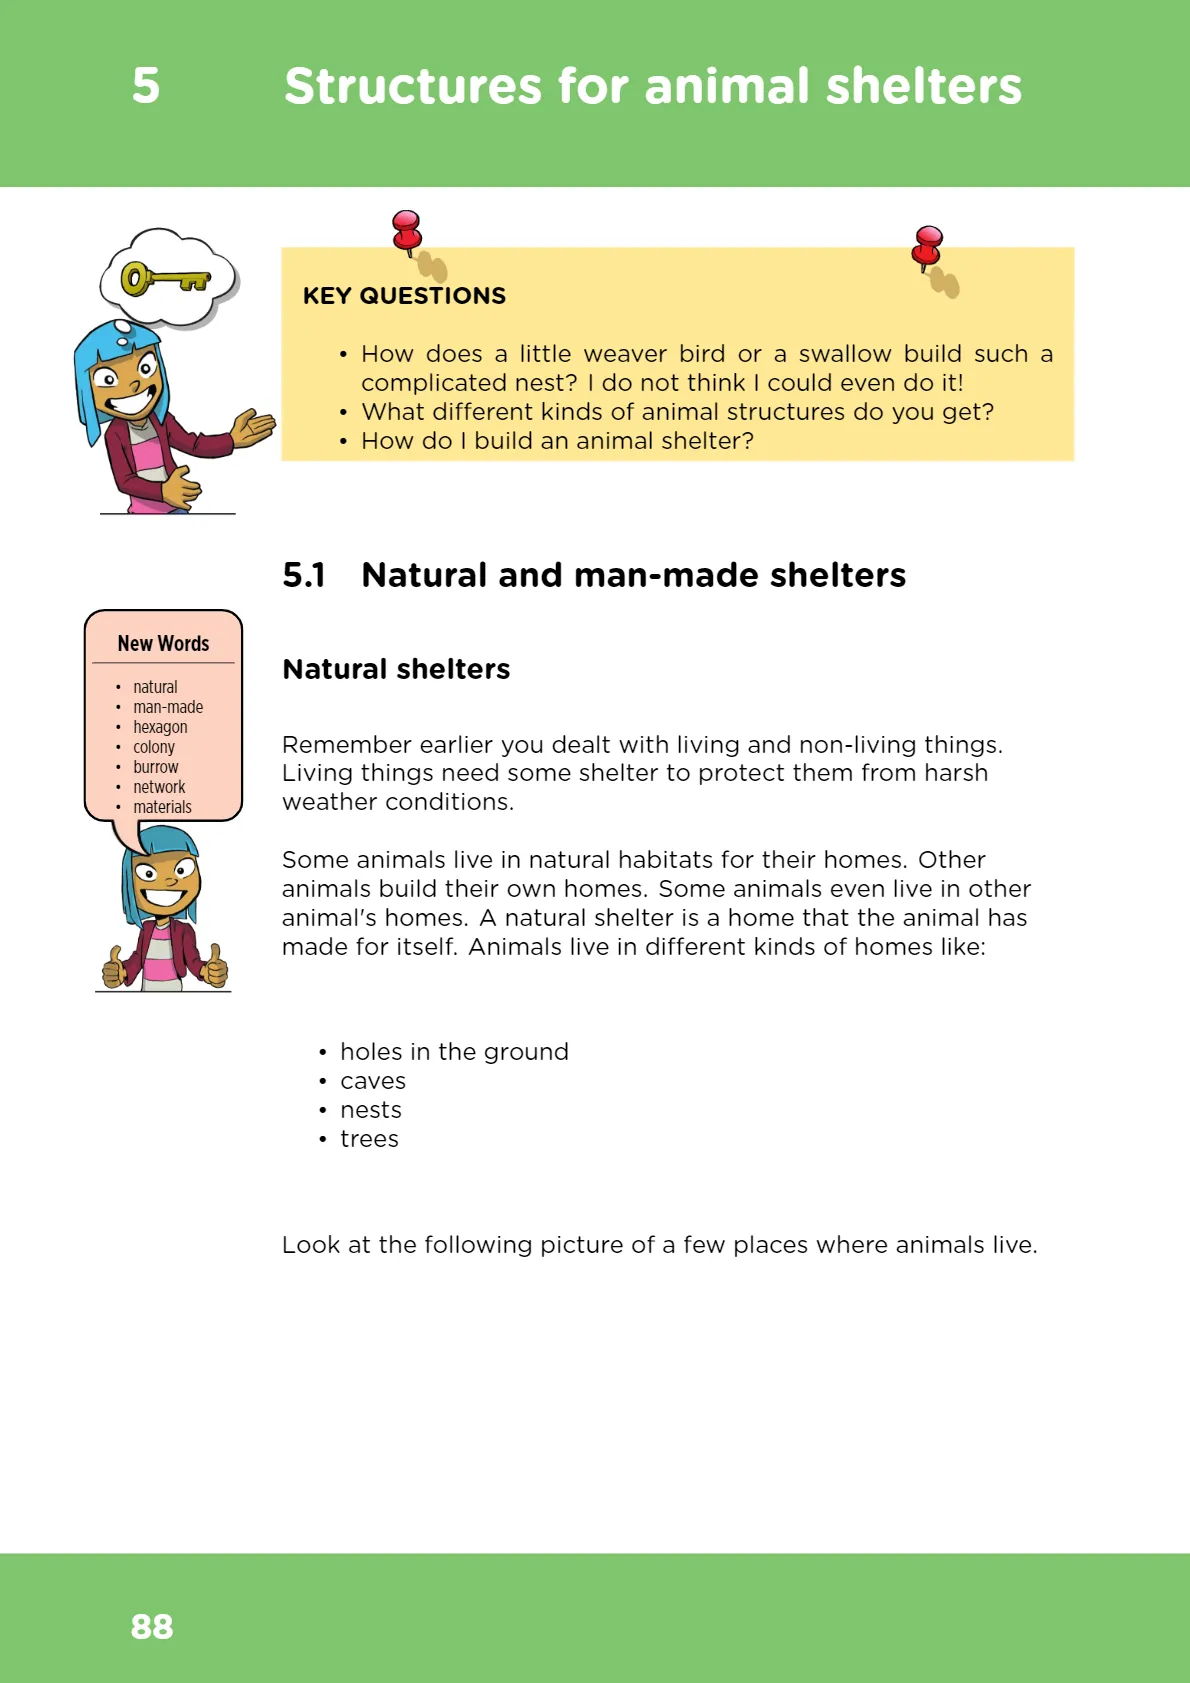 5 Structures for animal shelters
KEY QUESTIONS
• How does a little weaver bird or a swallow build such a
complicated nest? I do not think I could even do it!
• What different kinds of animal structures do you get?
• How do I build an animal shelter?
5.1 Natural and man-made shelters
New Words
• natural
• man-made
• hexagon
• colony
• burrow
• network
• materials
Natural shelters
Remember earlier you dealt with living and non-living things.
Living things need some shelter to protect them from harsh
weather conditions.
Some animals live in natural habitats for their homes. Other
animals build their own homes. Some animals even live in other
animal's homes. A natural shelter is a home that the animal has
made for itself. Animals live in different kinds of homes like:
• holes in the ground
• caves
• nests
• trees
Look at the following picture of a few places where animals live.
88